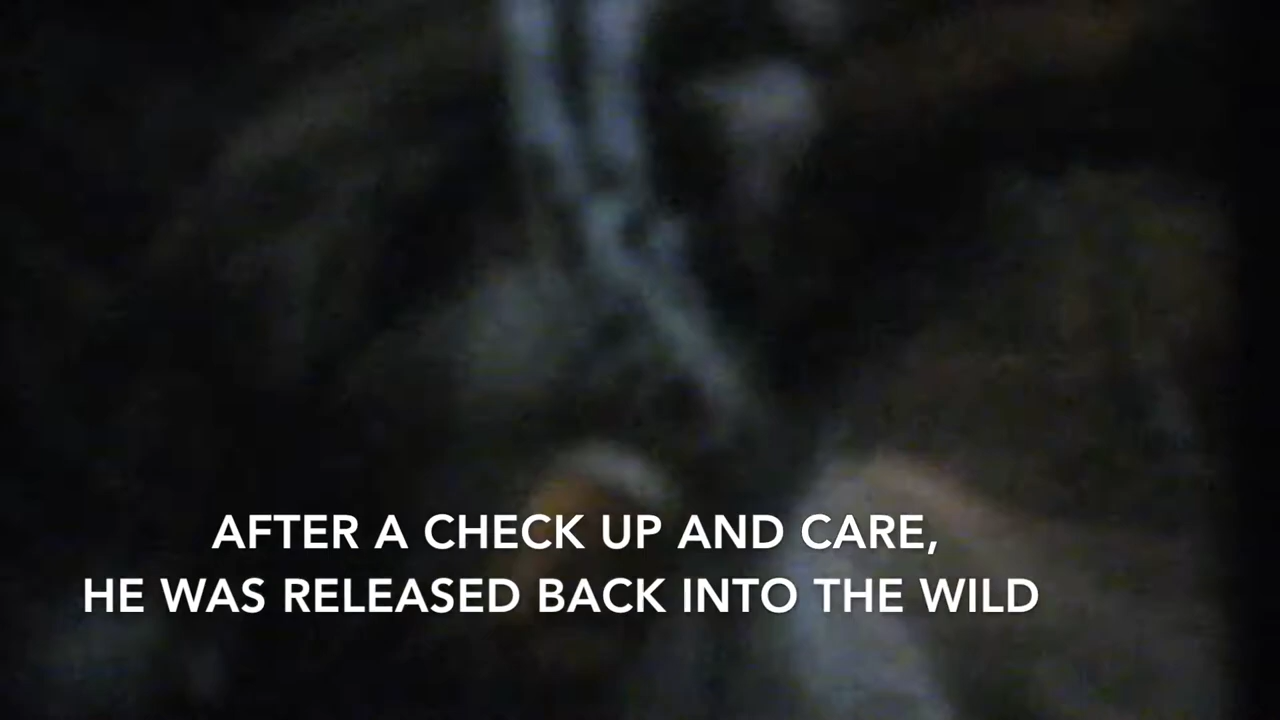 AFTER A CHECK UP AND CARE,
HE WAS RELEASED BACK INTO THE WILD